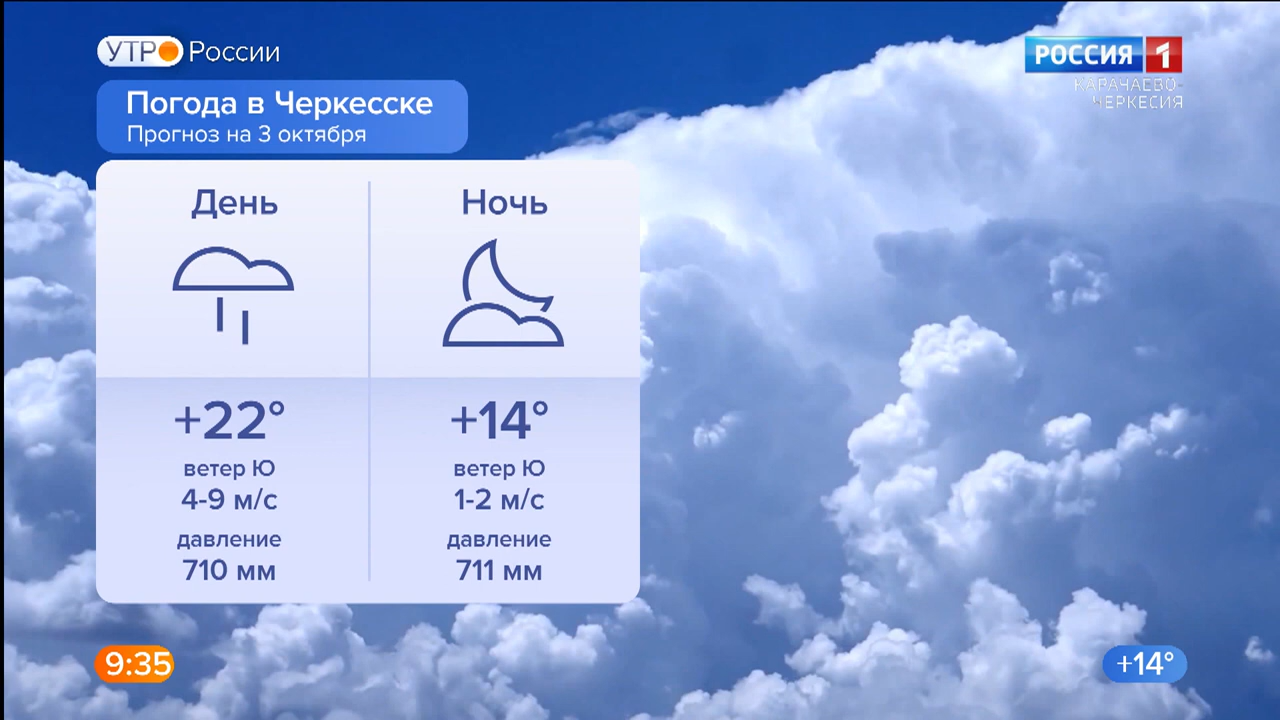 УТРО России
РОССИЯ 1
КАРАЧАЕВО-
ЧЕРКЕСИЯ
Погода в Черкесске
Прогноз на 3 октября
День
Ночь
+22°
+14°
ветер Ю
ветер Ю
4-9 м/с
1-2 м/с
давление
давление
710 мм
711 мм
9:35
+14°